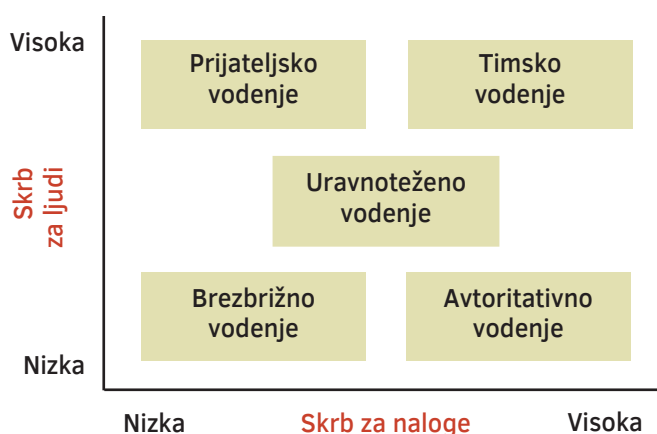 Visoka
Prijateljsko
vodenje
Timsko
vodenje
Skrb
za ljudi
Uravnoteženo
vodenje
Brezbrižno
vodenje
Avtoritativno
vodenje
Nizka
Nizka
Skrb za naloge
Visoka